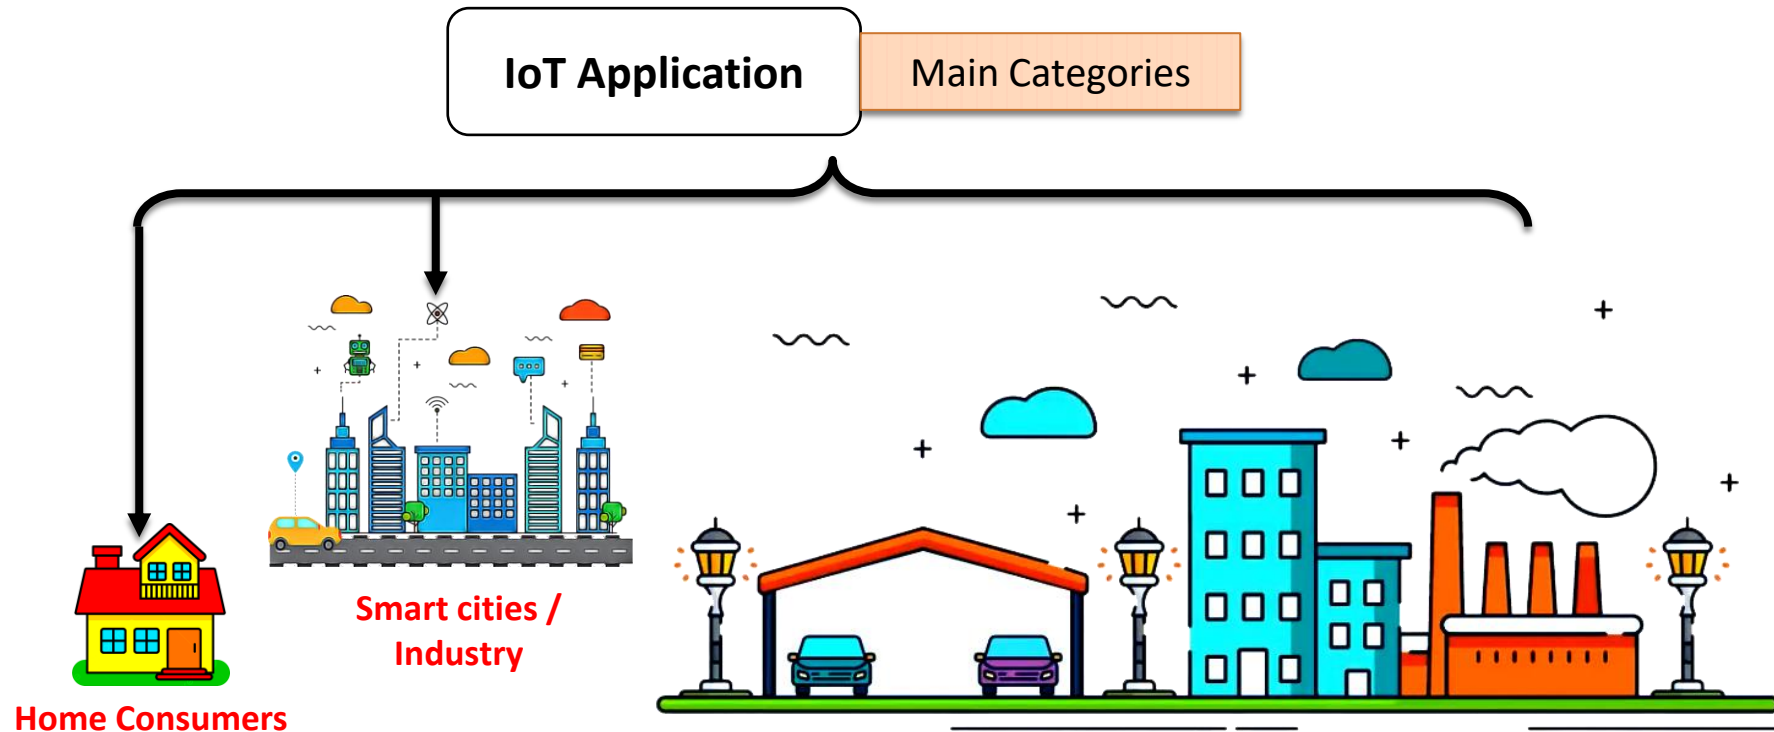 IoT Application
Main Categories
Smart cities /
Industry
Home Consumers